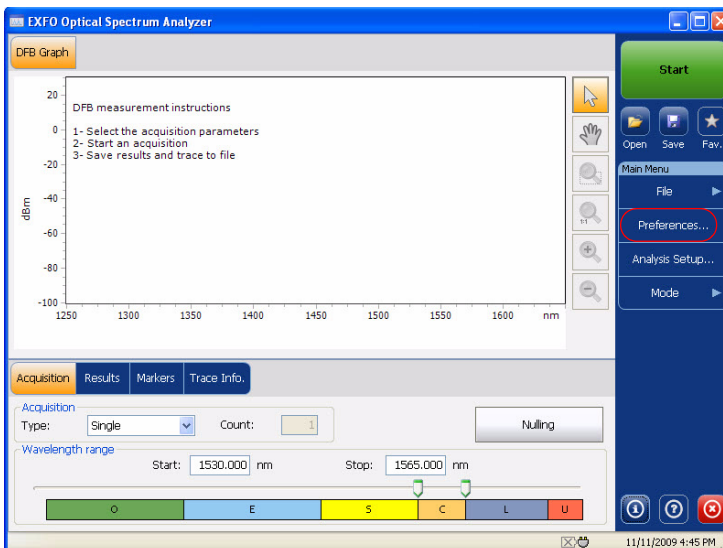 EXFO Optical Spectrum Analyzer
DFB Graph
Start
20
0
-20
-40
-60
-80
-100
dBm
DFB measurement instructions
1- Select the acquisition parameters
2- Start an acquisition
3- Save results and trace to file
1:1
1250 1300 1350 1400 1450 1500 1550 1600 nm
Open Save Fav.
Main Menu
File
Preferences...
Analysis Setup...
Mode
Acquisition Results Markers Trace Info.
Acquisition
Type: Single Count: 1
Nulling
Wavelength range
Start: 1530.000 nm Stop: 1565.000 nm
O E S C L U
11/11/2009 4:45 PM